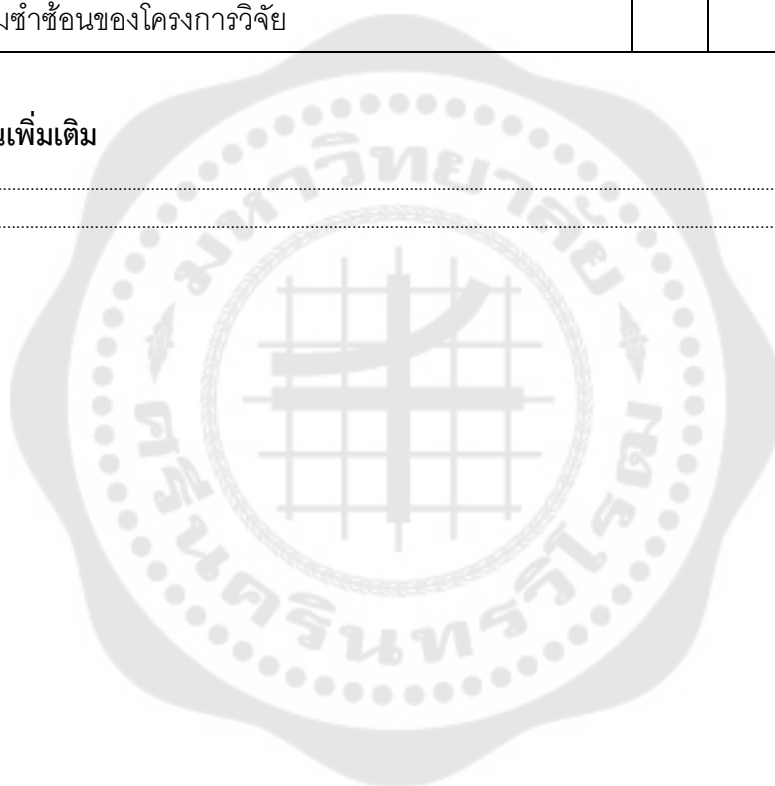 มซ้ำซ้อนของโครงการวิจัย
นเพิ่มเติม
มหาวิทยาลัย
ศรีนครินทรวิโรฒ